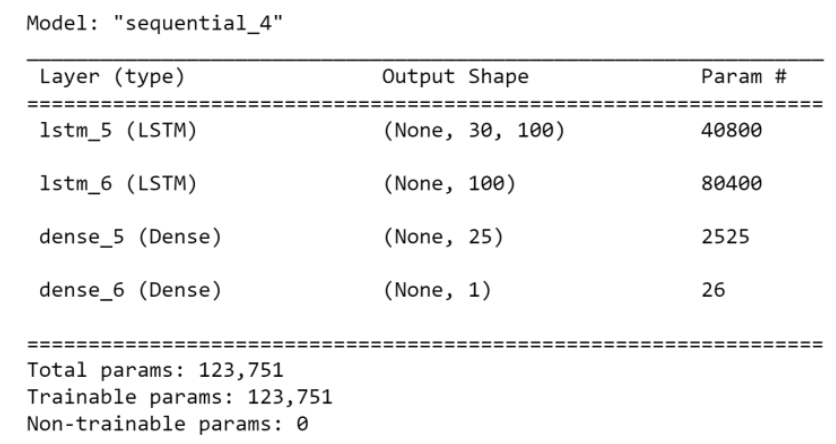 Model: "sequential_4"
Layer (type) Output Shape Param #
lstm_5 (LSTM) (None, 30, 100) 40800
lstm_6 (LSTM) (None, 100) 80400
dense_5 (Dense) (None, 25) 2525
dense_6 (Dense) (None, 1) 26
Total params: 123,751
Trainable params: 123,751
Non-trainable params: 0